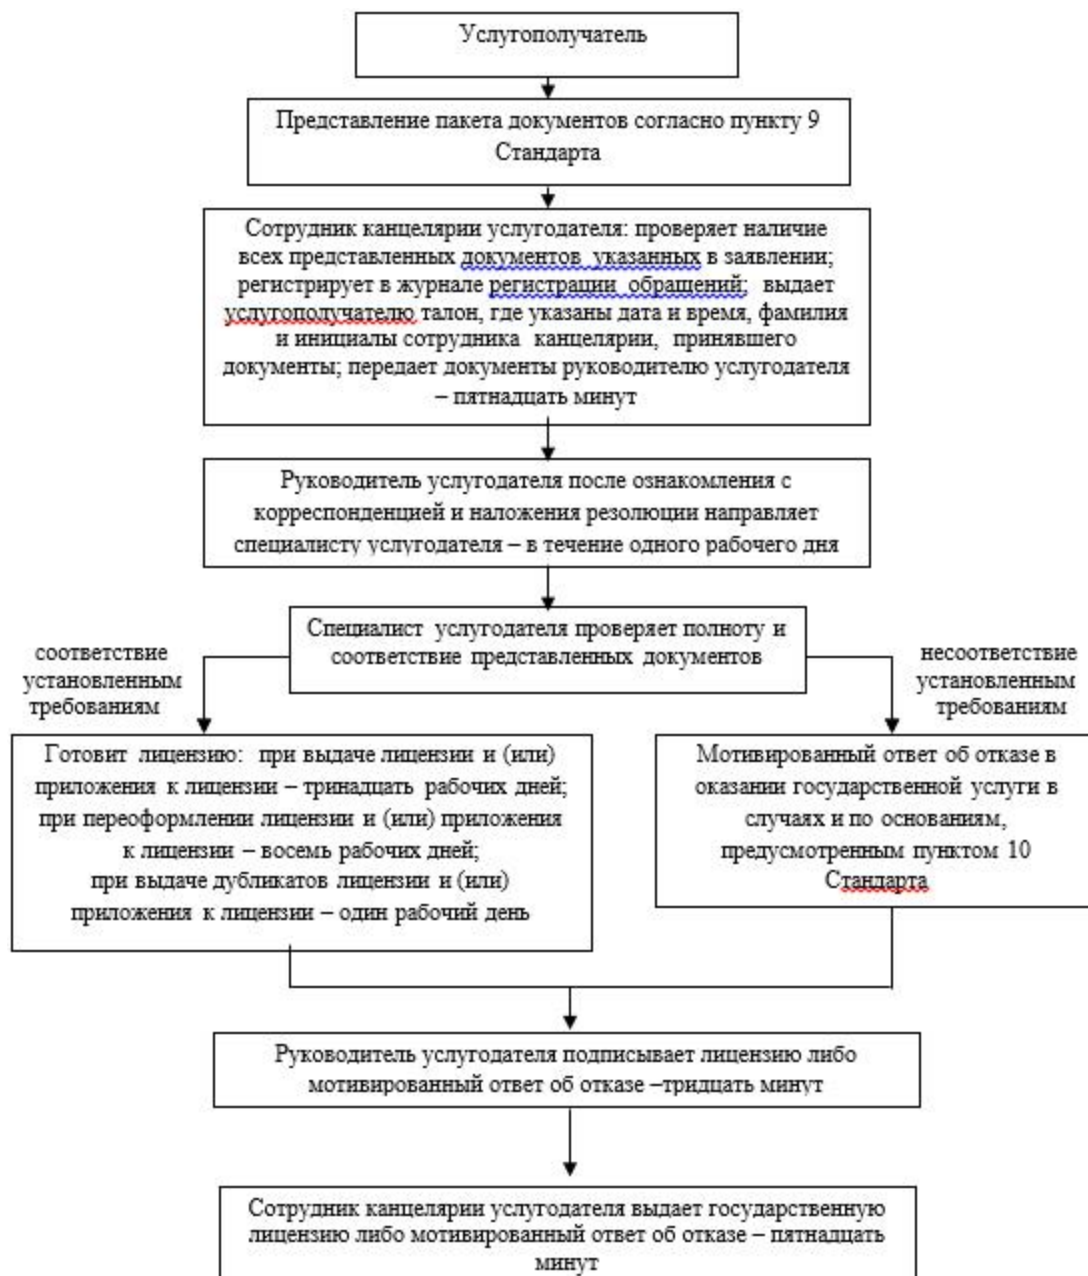 Услугополучатель
Представление пакета документов согласно пункту 9
Стандарта
Сотрудник канцелярии услугодателя: проверяет наличие
всех представленных документов указанных в заявлении;
регистрирует в журнале регистрации обращений; выдает
услугополучателю талон, где указаны дата и время, фамилия
и инициалы сотрудника канцелярии, принявшего
документы; передает документы руководителю услугодателя
– пятнадцать минут
Руководитель услугодателя после ознакомления с
корреспонденцией и наложения резолюции направляет
специалисту услугодателя – в течение одного рабочего дня
Специалист услугодателя проверяет полноту и
соответствие представленных документов
соответствие
установленным
требованиям
несоответствие
установленным
требованиям
Готовит лицензию: при выдаче лицензии и (или)
приложения к лицензии – тринадцать рабочих дней;
при переоформлении лицензии и (или) приложения
к лицензии – восемь рабочих дней;
при выдаче дубликатов лицензии и (или)
приложения к лицензии – один рабочий день
Мотивированный ответ об отказе в
оказании государственной услуги в
случаях и по основаниям,
предусмотренным пунктом 10
Стандарта
Руководитель услугодателя подписывает лицензию либо
мотивированный ответ об отказе –тридцать минут
Сотрудник канцелярии услугодателя выдает государственную
лицензию либо мотивированный ответ об отказе – пятнадцать
минут